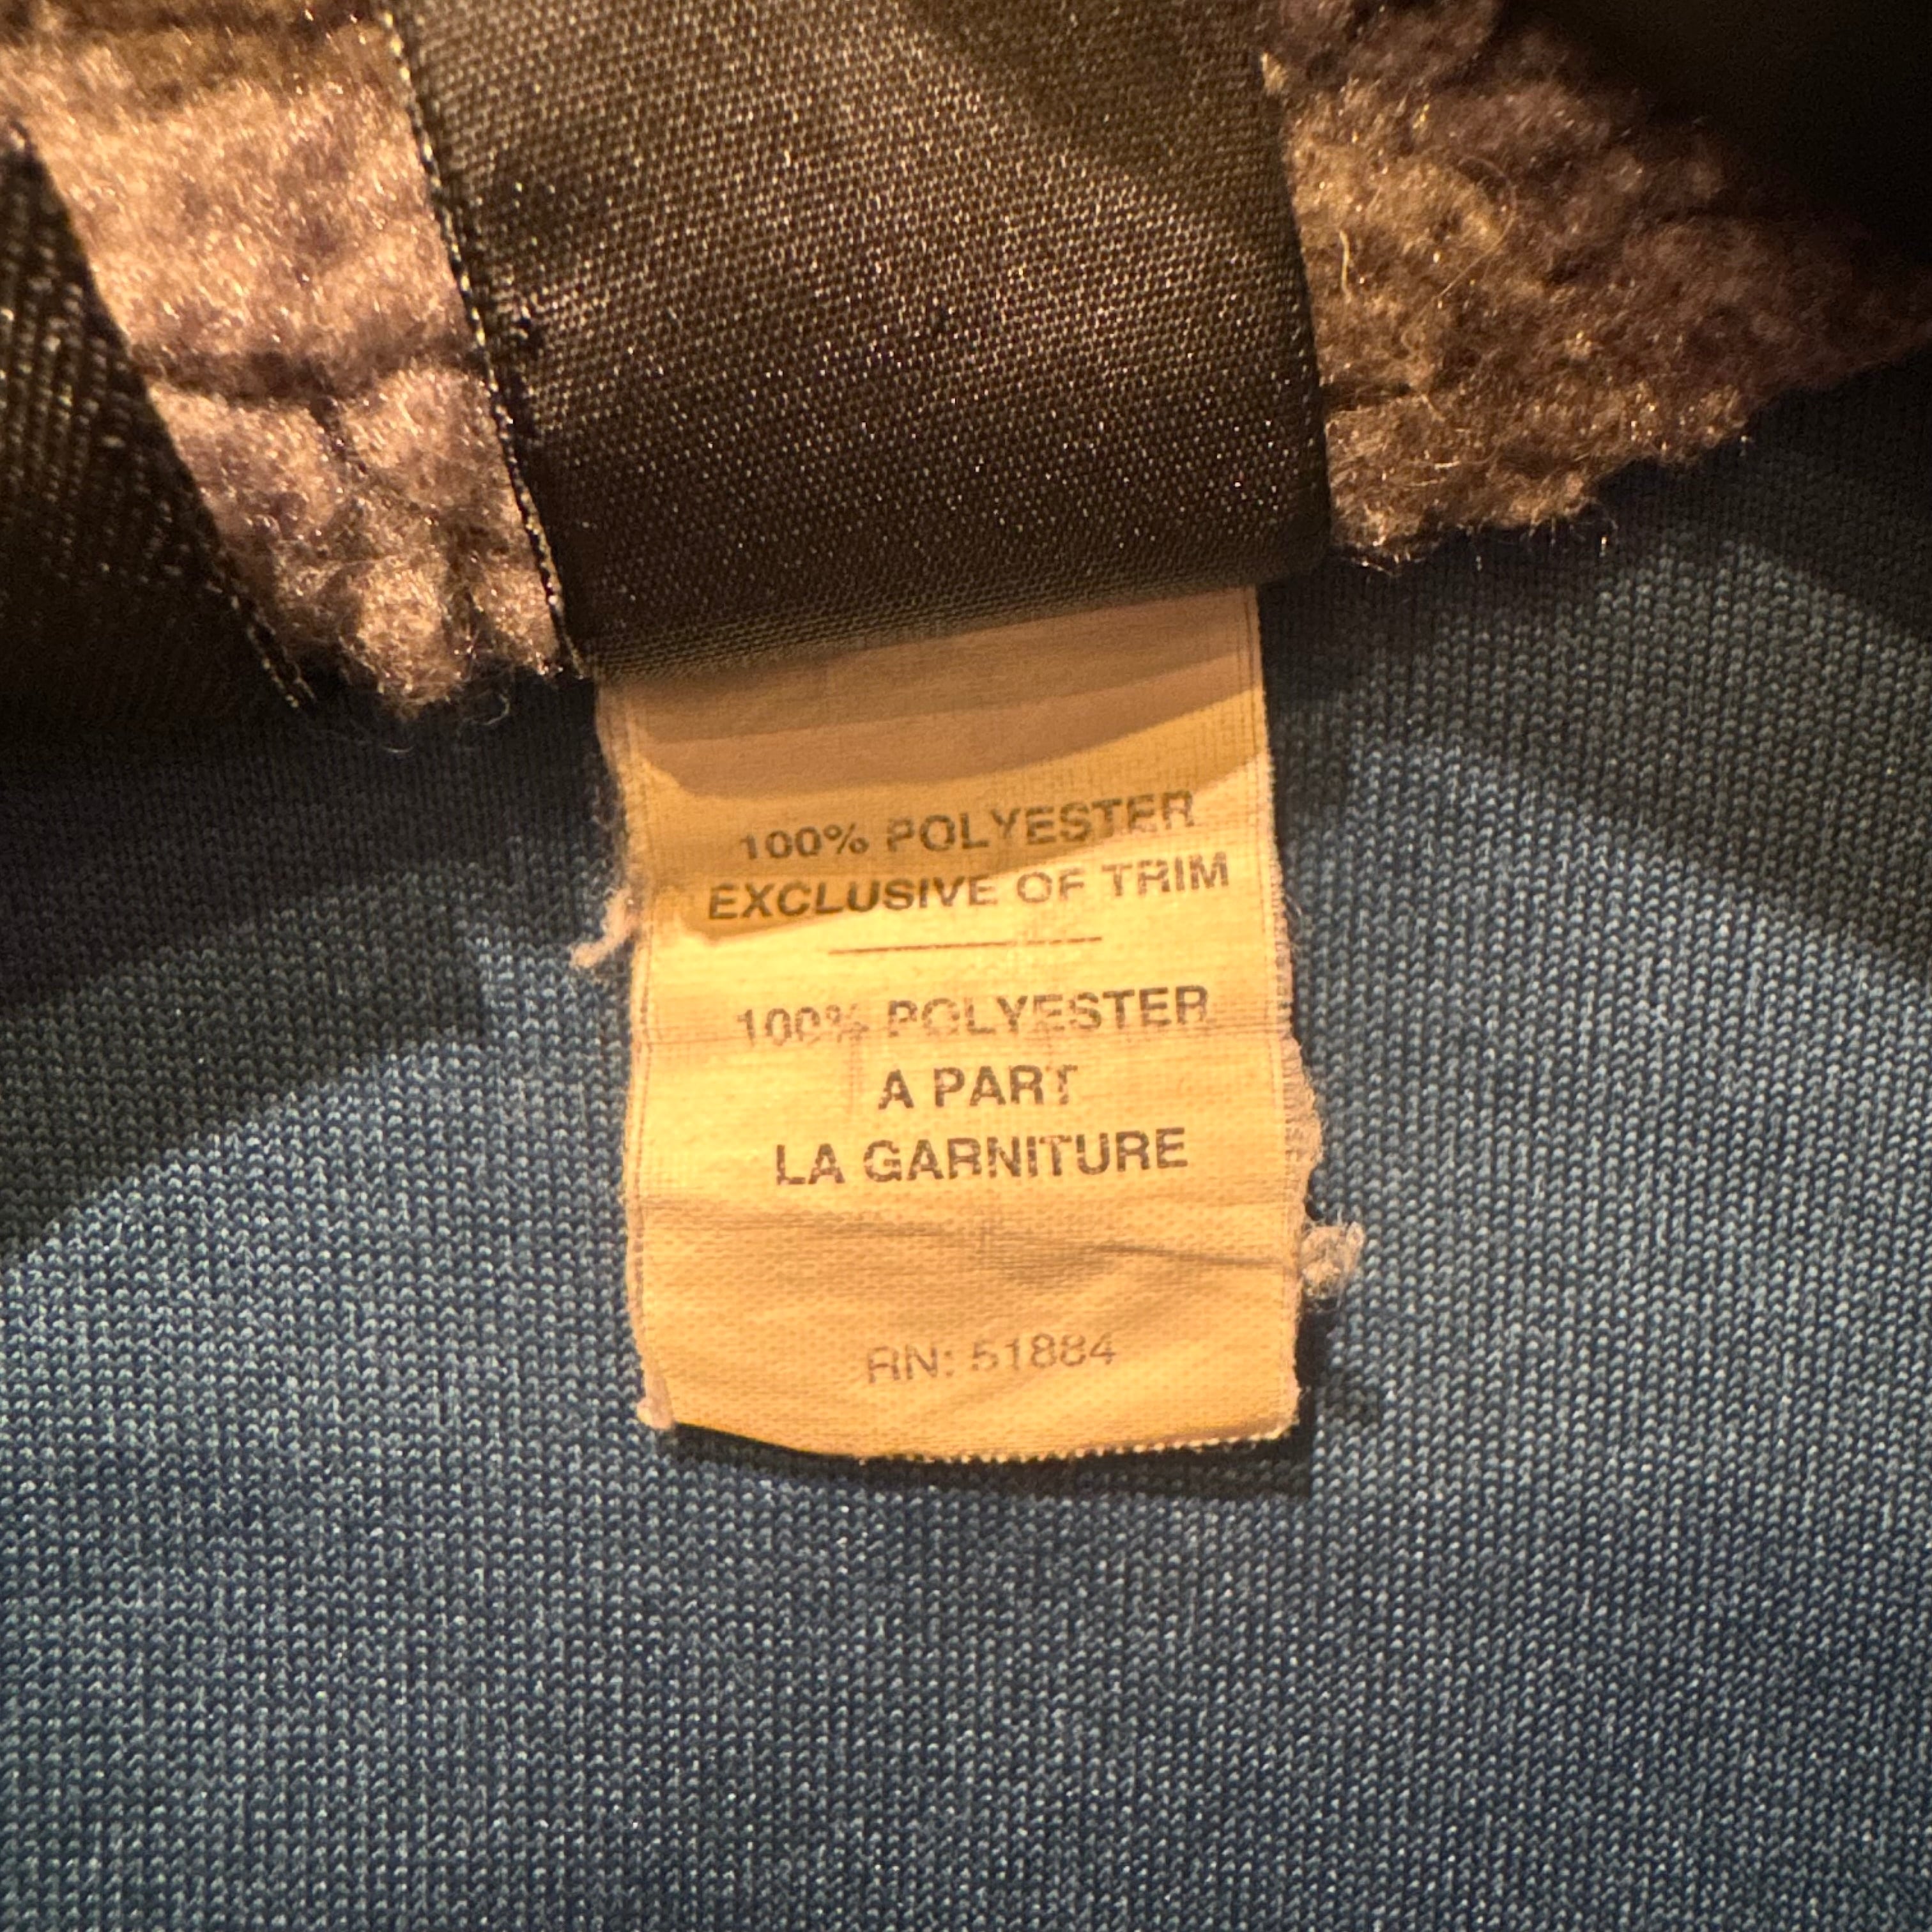 100% POLYESTER
EXCLUSIVE OF TRIM
100% POLYESTER
A PART
LA GARNITURE
RN: 51884